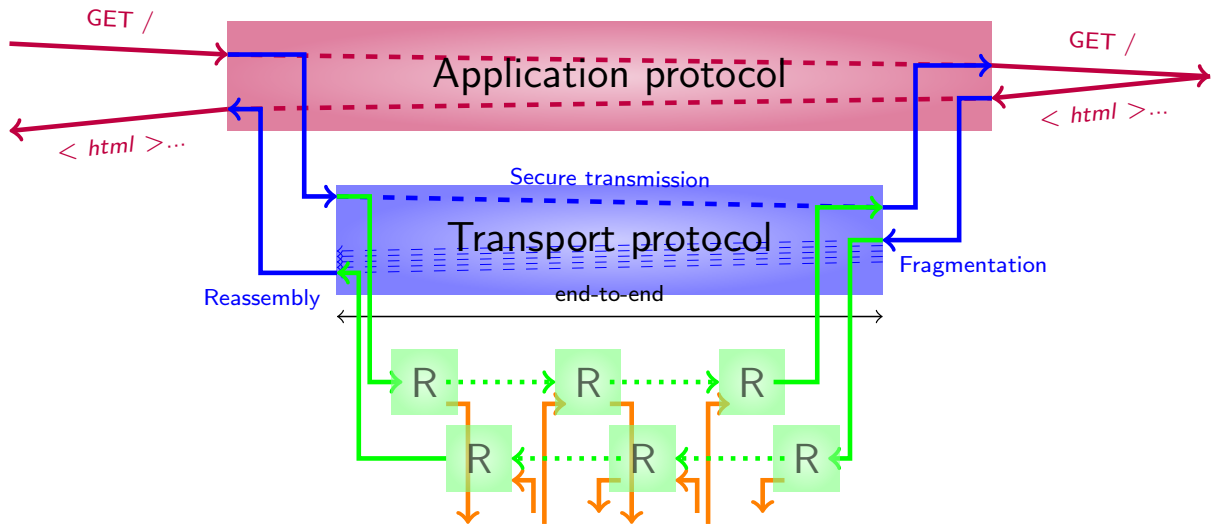 GET /
GET /
Application protocol
< html >...
< html >...
Secure transmission
Transport protocol
Fragmentation
Reassembly
end-to-end
R
R
R
R
R
R